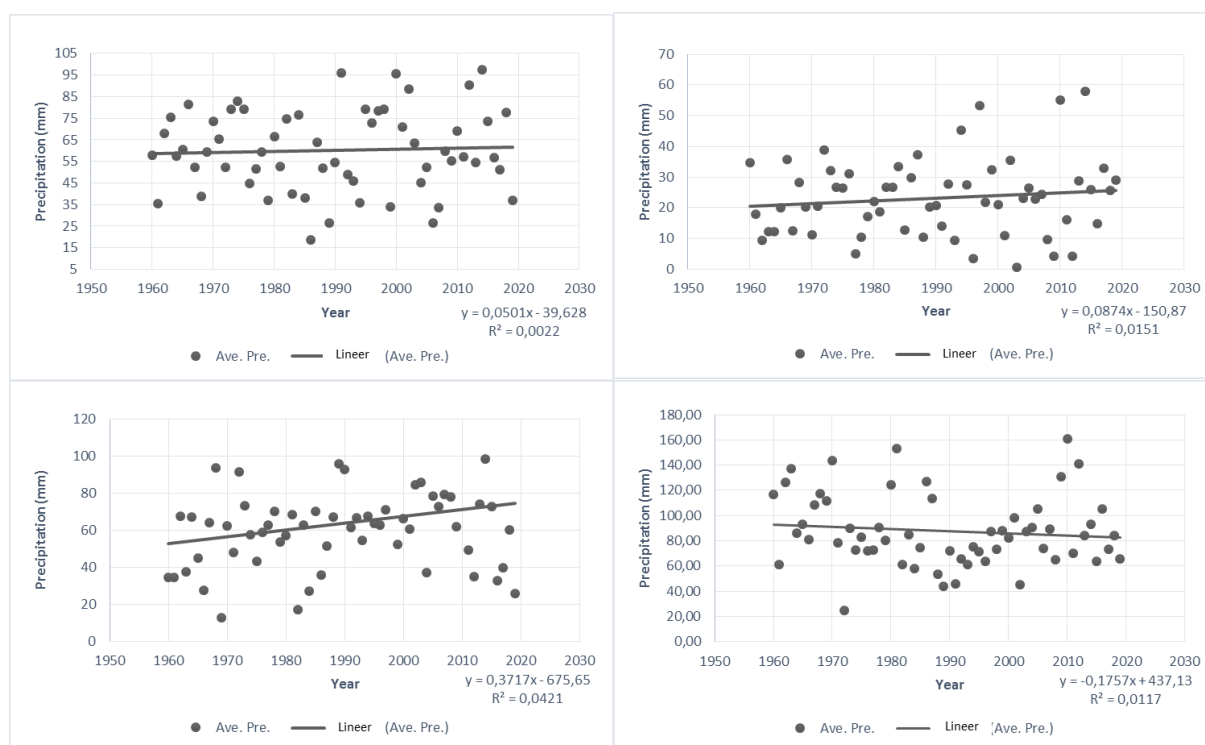 105
95
85
75
65
55
45
35
25
15
5
Precipitation (mm)
1950 1960 1970 1980 1990 2000 2010 2020 2030
Year
y = 0,0501x - 39,628
R² = 0,0022
Ave. Pre. Lineer (Ave. Pre.)
70
60
50
40
30
20
10
0
Precipitation (mm)
1950 1960 1970 1980 1990 2000 2010 2020 2030
Year
y = 0,0874x - 150,87
R² = 0,0151
Ave. Pre. Lineer (Ave. Pre.)
120
100
80
60
40
20
0
Precipitation (mm)
1950 1960 1970 1980 1990 2000 2010 2020 2030
Year
y = 0,3717x - 675,65
R² = 0,0421
Ave. Pre. Lineer (Ave. Pre.)
180,00
160,00
140,00
120,00
100,00
80,00
60,00
40,00
20,00
0,00
Precipitation (mm)
1950 1960 1970 1980 1990 2000 2010 2020 2030
Year
y = -0,1757x + 437,13
R² = 0,0117
Ave. Pre. Lineer (Ave. Pre.)